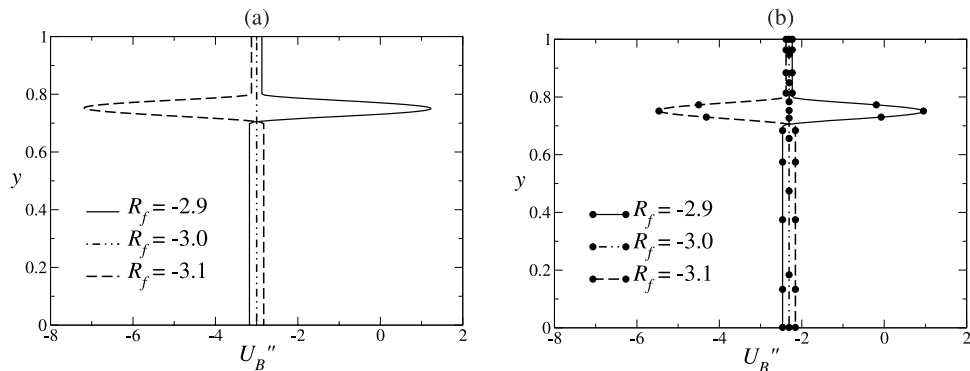 (a)
1
0.8
0.6
y
0.4
0.2
0
R_f = -2.9
R_f = -3.0
R_f = -3.1
-8 -6 -4 -2 0 2
U_B''
(b)
1
0.8
0.6
y
0.4
0.2
0
R_f = -2.9
R_f = -3.0
R_f = -3.1
-8 -6 -4 -2 0 2
U_B''